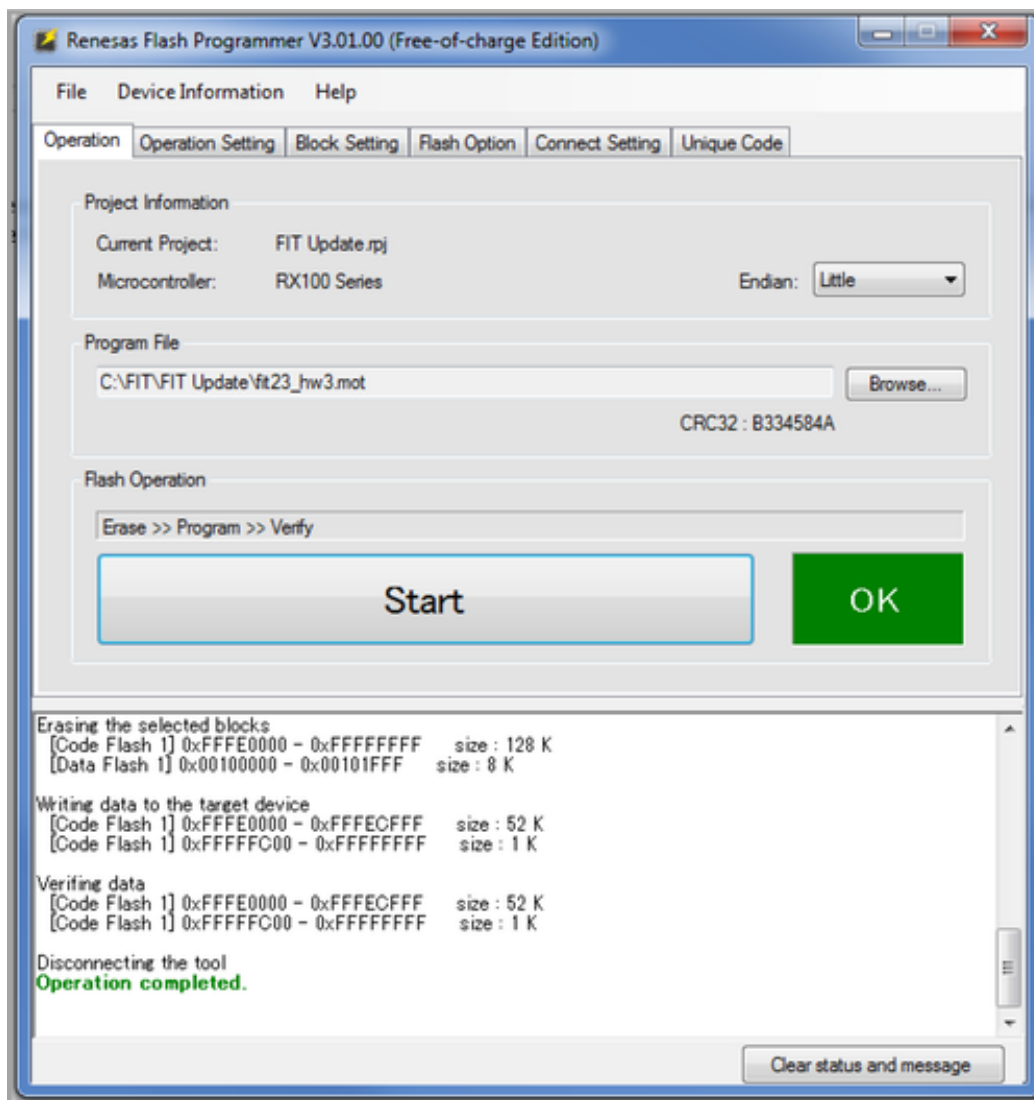 Renesas Flash Programmer V3.01.00 (Free-of-charge Edition)
File Device Information Help
Operation Operation Setting Block Setting Flash Option Connect Setting Unique Code
Project Information
Current Project: FIT Update.rpj
Microcontroller: RX100 Series Endian: Little
Program File
C:\FIT\FIT Update\fit23_hw3.mot Browse...
CRC32 : B334584A
Flash Operation
Erase >> Program >> Verify
Start OK
Erasing the selected blocks
[Code Flash 1] 0xFFFE0000 - 0xFFFFFFFF size : 128 K
[Data Flash 1] 0x00100000 - 0x00101FFF size : 8 K
Writing data to the target device
[Code Flash 1] 0xFFFE0000 - 0xFFFECFFF size : 52 K
[Code Flash 1] 0xFFFFFC00 - 0xFFFFFFFF size : 1 K
Verifing data
[Code Flash 1] 0xFFFE0000 - 0xFFFECFFF size : 52 K
[Code Flash 1] 0xFFFFFC00 - 0xFFFFFFFF size : 1 K
Disconnecting the tool
Operation completed.
Clear status and message